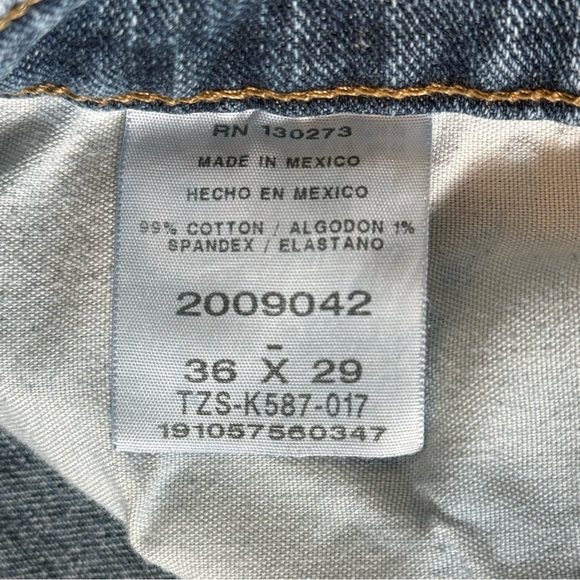 RN 130273
MADE IN MEXICO
HECHO EN MEXICO
99% COTTON / ALGODON 1%
SPANDEX / ELASTANO
2009042
-
36 X 29
TZS-K587-017
191057560347